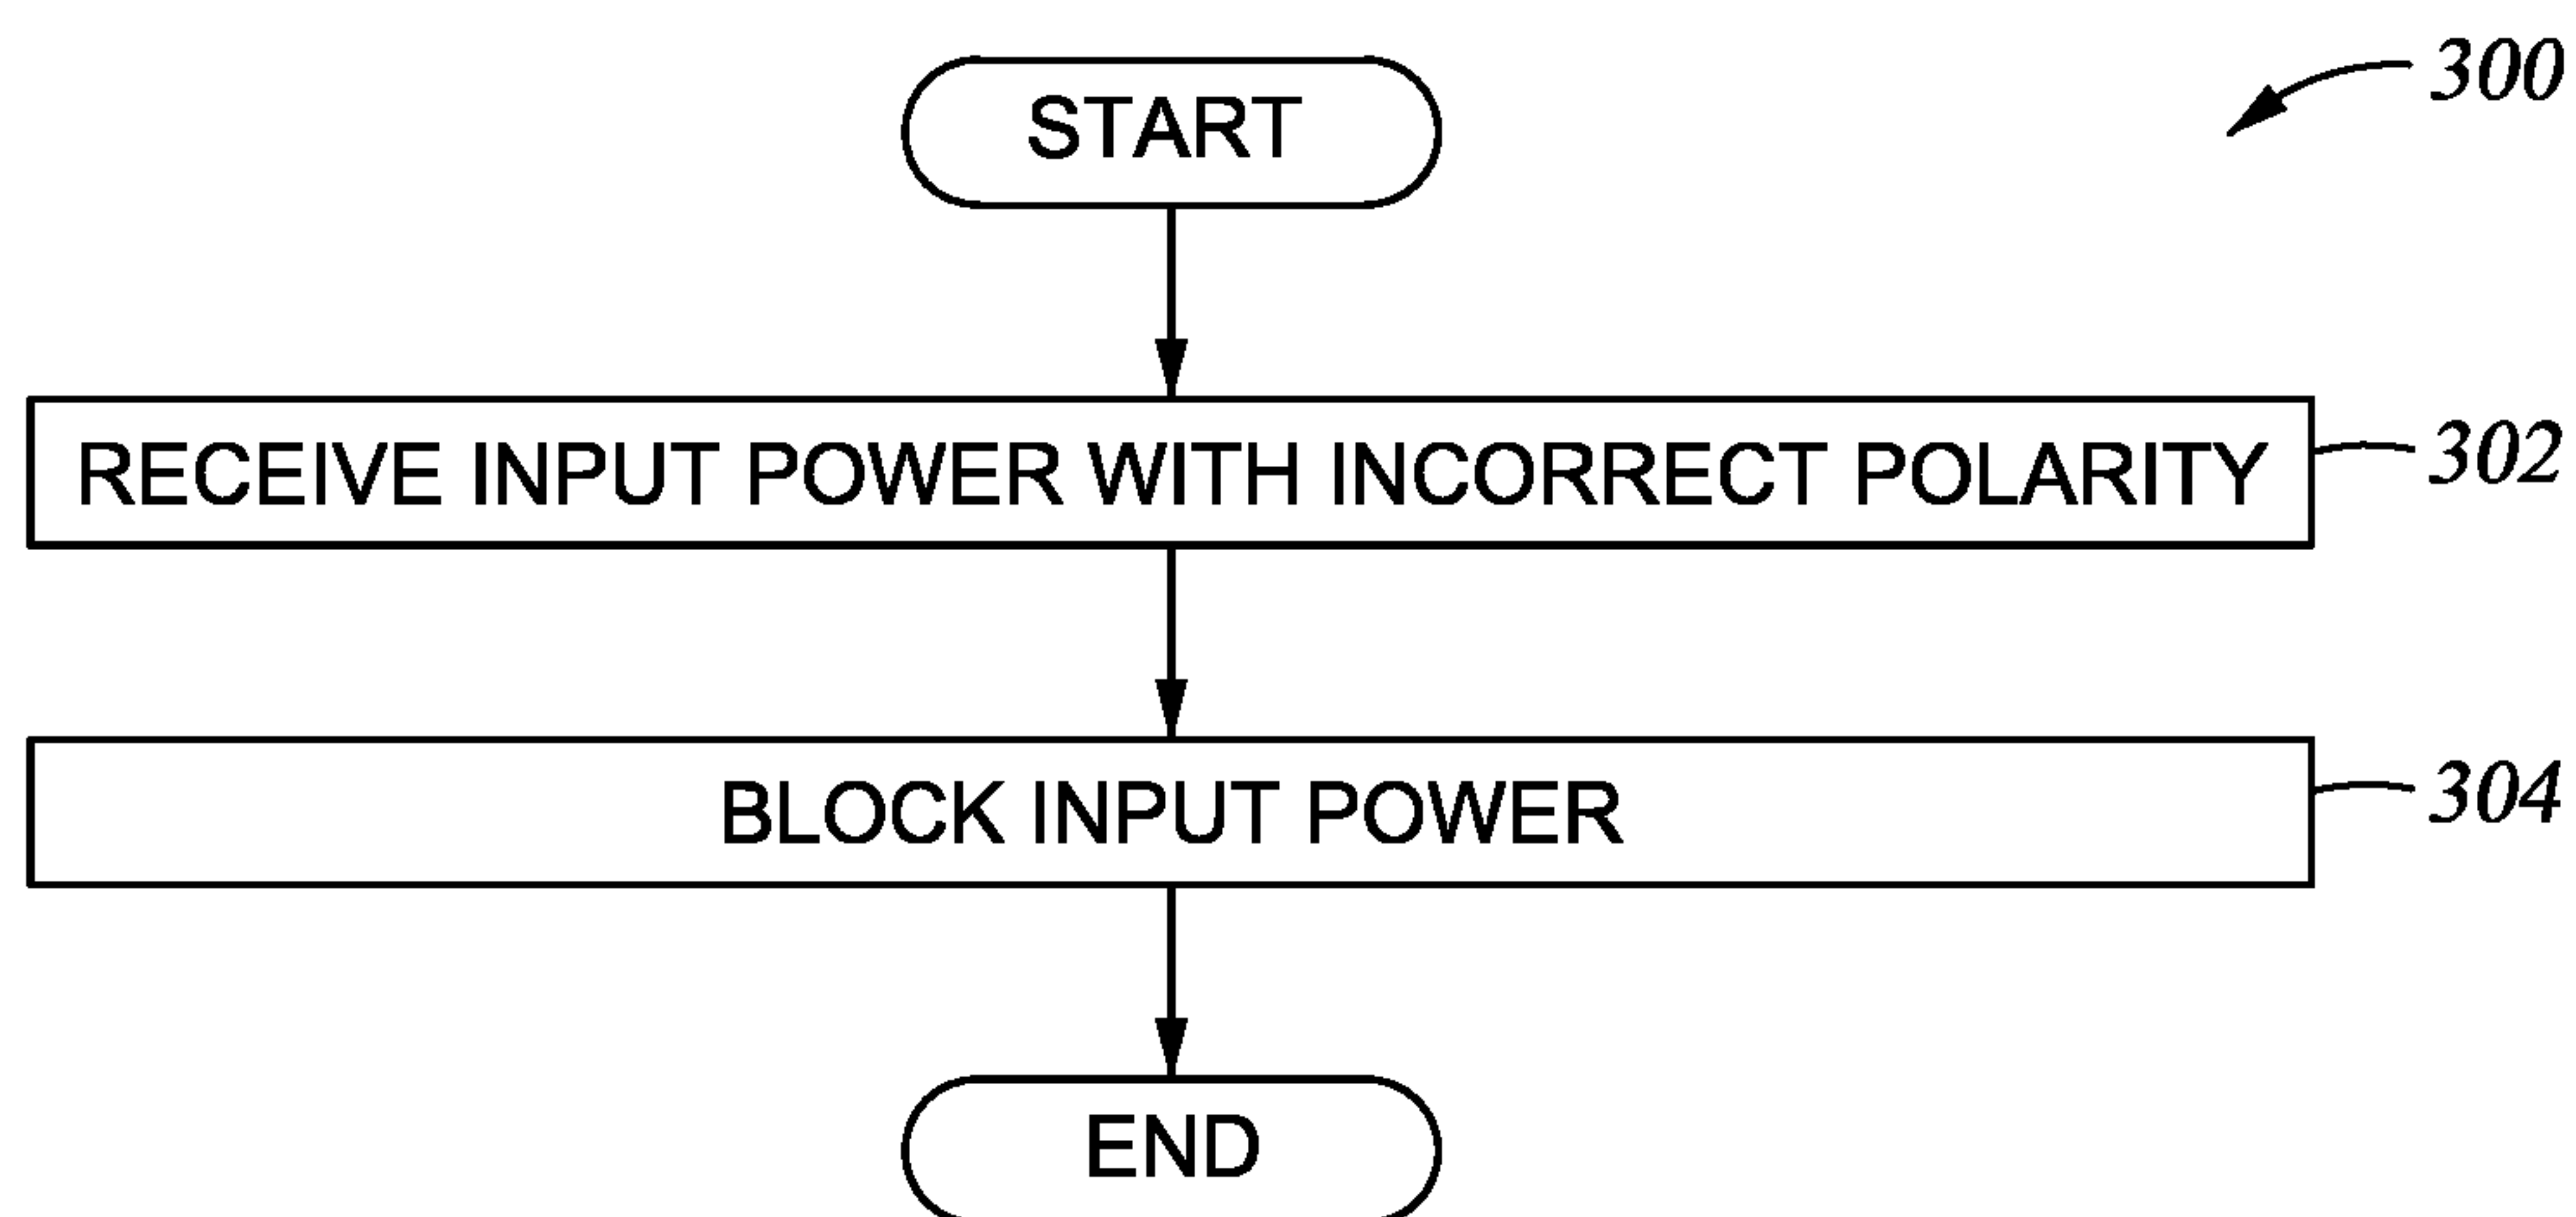 START
300
RECEIVE INPUT POWER WITH INCORRECT POLARITY
302
BLOCK INPUT POWER
304
END